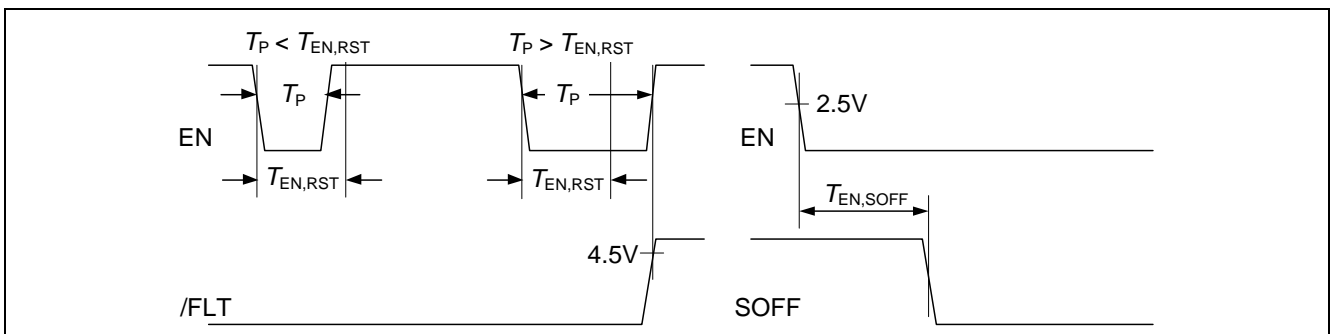 TP < TEN,RST
TP > TEN,RST
TP
TP
2.5V
EN
EN
TEN,RST
TEN,RST
TEN,SOFF
4.5V
/FLT
SOFF